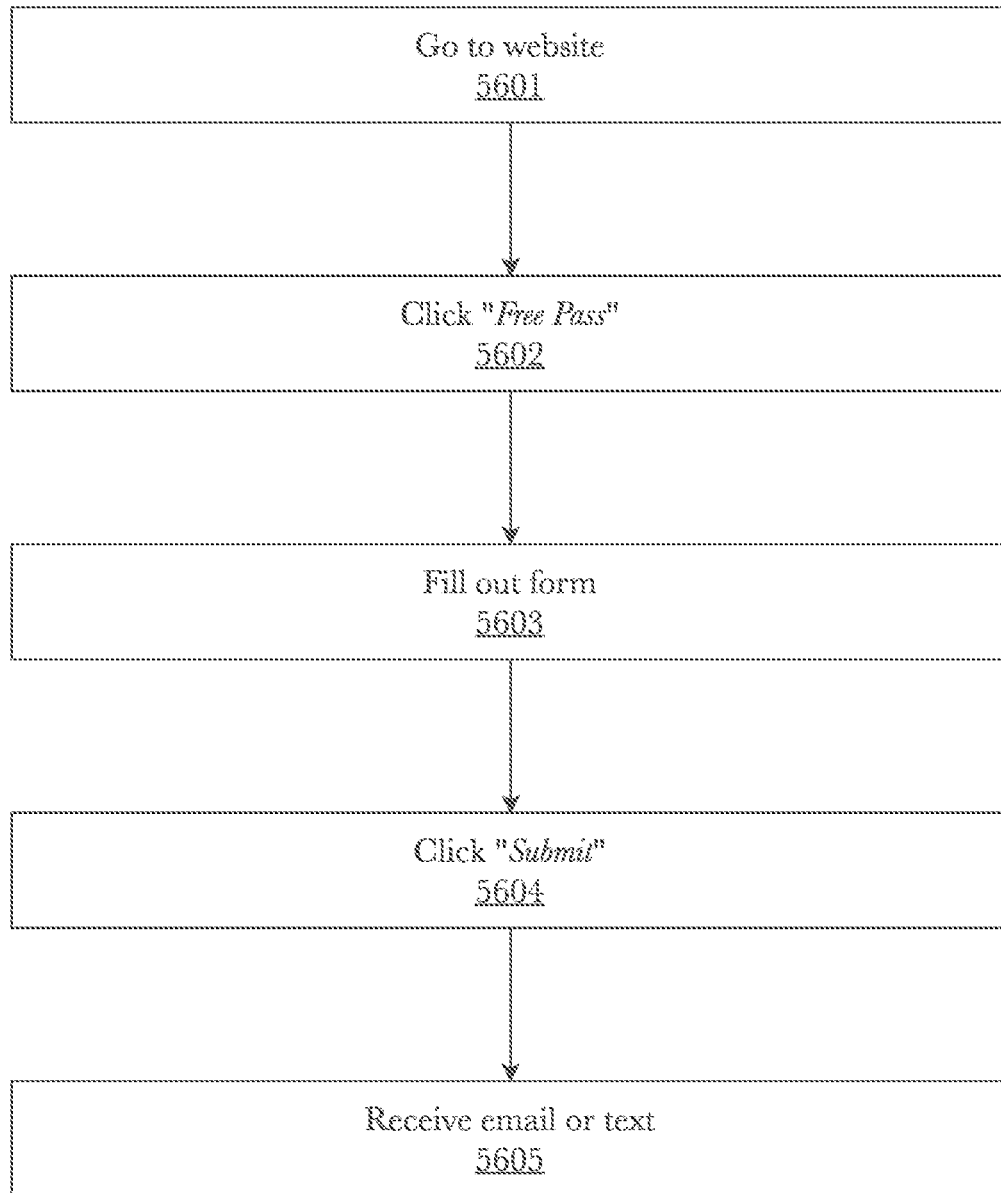 Go to website
5601
Click "Free Pass"
5602
Fill out form
5603
Click "Submit"
5604
Receive email or text
5605